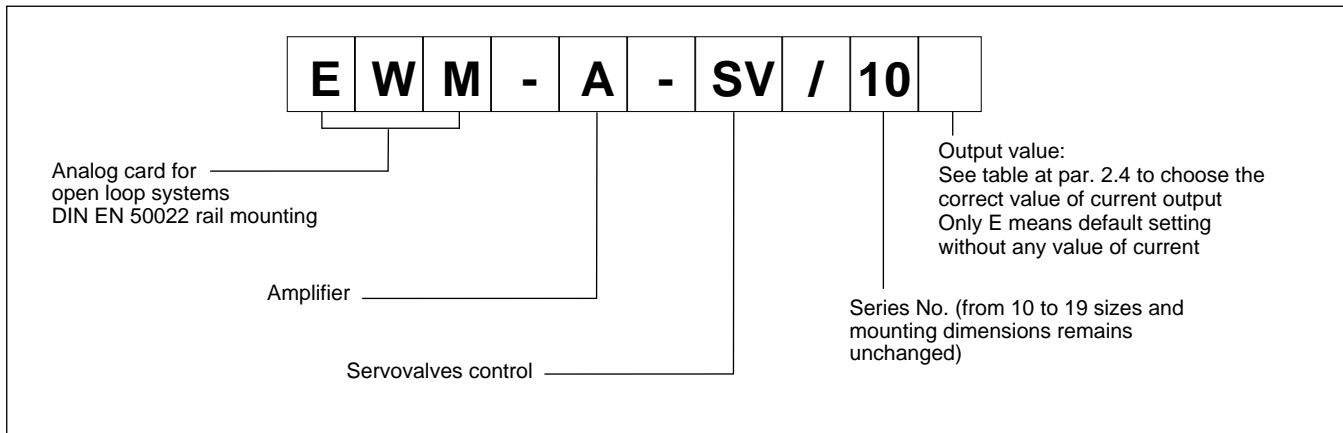 E W M - A - SV / 10
Analog card for
open loop systems
DIN EN 50022 rail mounting
Output value:
See table at par. 2.4 to choose the
correct value of current output
Only E means default setting
without any value of current
Amplifier
Series No. (from 10 to 19 sizes and
mounting dimensions remains
unchanged)
Servovalves control